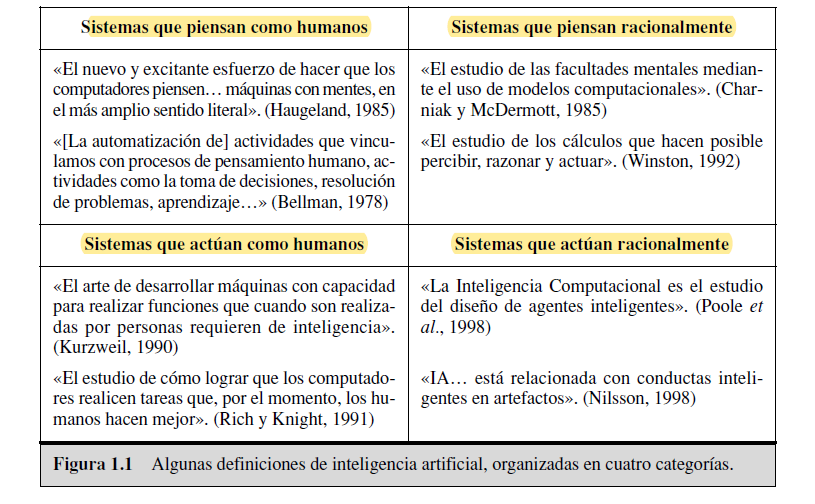 Sistemas que piensan como humanos
«El nuevo y excitante esfuerzo de hacer que los
computadores piensen… máquinas con mentes, en
el más amplio sentido literal». (Haugeland, 1985)
«[La automatización de] actividades que vincu-
lamos con procesos de pensamiento humano, ac-
tividades como la toma de decisiones, resolución
de problemas, aprendizaje…» (Bellman, 1978)
Sistemas que piensan racionalmente
«El estudio de las facultades mentales median-
te el uso de modelos computacionales». (Char-
niak y McDermott, 1985)
«El estudio de los cálculos que hacen posible
percibir, razonar y actuar». (Winston, 1992)
Sistemas que actúan como humanos
«El arte de desarrollar máquinas con capacidad
para realizar funciones que cuando son realiza-
das por personas requieren de inteligencia».
(Kurzweil, 1990)
«El estudio de cómo lograr que los computado-
res realicen tareas que, por el momento, los hu-
manos hacen mejor». (Rich y Knight, 1991)
Sistemas que actúan racionalmente
«La Inteligencia Computacional es el estudio
del diseño de agentes inteligentes». (Poole et
al., 1998)
«IA… está relacionada con conductas inteli-
gentes en artefactos». (Nilsson, 1998)
Figura 1.1 Algunas definiciones de inteligencia artificial, organizadas en cuatro categorías.